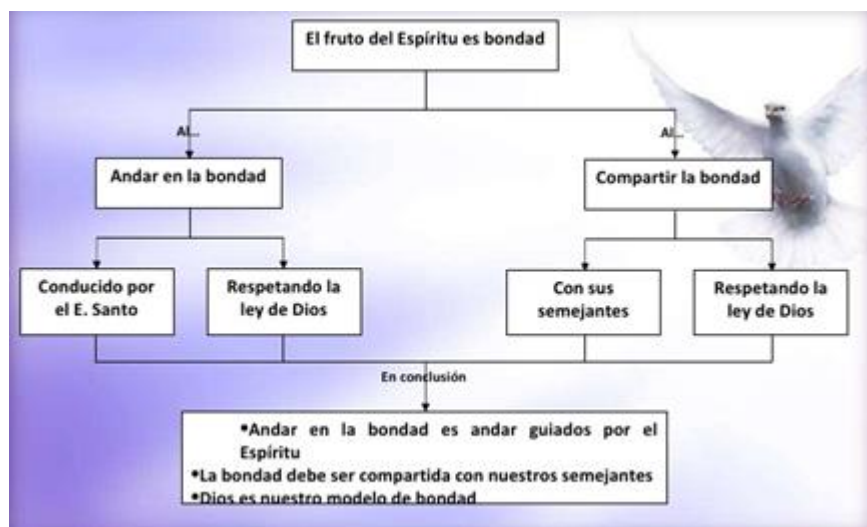 El fruto del Espíritu es bondad
Al...
Al...
Andar en la bondad
Compartir la bondad
Conducido por
el E. Santo
Respetando la
ley de Dios
Con sus
semejantes
Respetando la
ley de Dios
En conclusión
•Andar en la bondad es andar guiados por el
Espíritu
•La bondad debe ser compartida con nuestros semejantes
•Dios es nuestro modelo de bondad